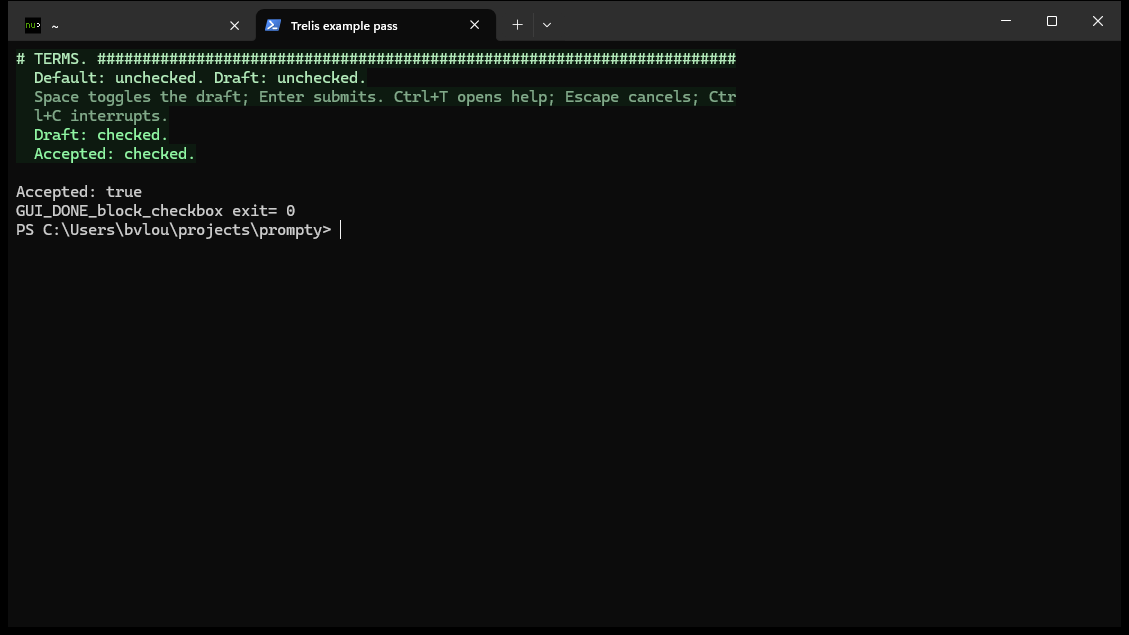 nu> ~
Trelis example pass
# TERMS. #######################################################################
Default: unchecked. Draft: unchecked.
Space toggles the draft; Enter submits. Ctrl+T opens help; Escape cancels; Ctr
l+C interrupts.
Draft: checked.
Accepted: checked.
Accepted: true
GUI_DONE_block_checkbox exit= 0
PS C:\Users\bvlou\projects\prompty>